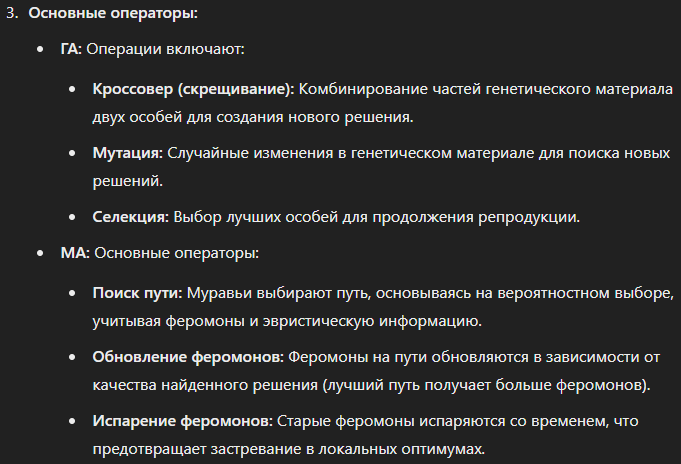 3. Основные операторы:
• ГА: Операции включают:
• Кроссовер (скрещивание): Комбинирование частей генетического материала
двух особей для создания нового решения.
• Мутация: Случайные изменения в генетическом материале для поиска новых
решений.
• Селекция: Выбор лучших особей для продолжения репродукции.
• МА: Основные операторы:
• Поиск пути: Муравьи выбирают путь, основываясь на вероятностном выборе,
учитывая феромоны и эвристическую информацию.
• Обновление феромонов: Феромоны на пути обновляются в зависимости от
качества найденного решения (лучший путь получает больше феромонов).
• Испарение феромонов: Старые феромоны испаряются со временем, что
предотвращает застревание в локальных оптимумах.